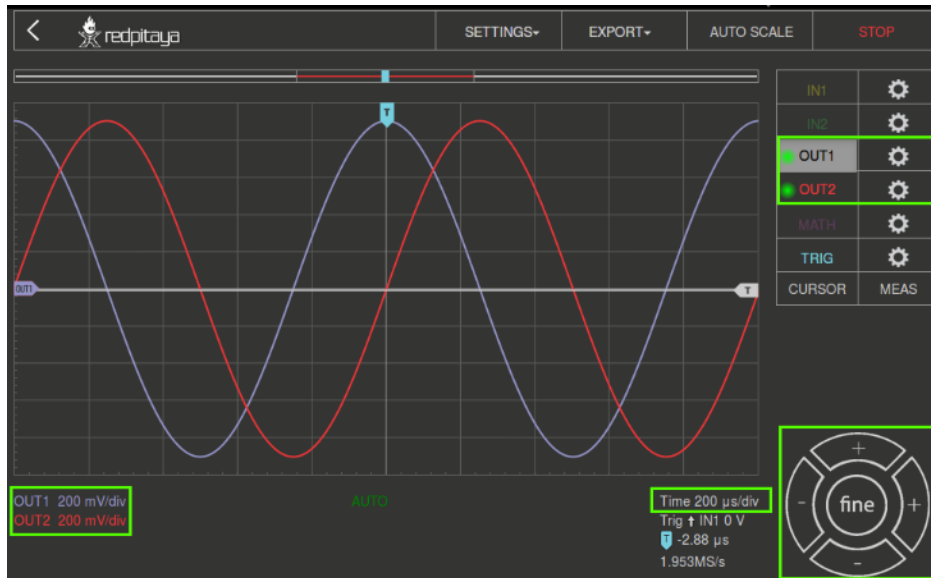 redpitaya SETTINGS EXPORT AUTO SCALE STOP
T
IN1
IN2
OUT1
OUT2
MATH
TRIG
CURSOR MEAS
OUT1 T
+
- fine +
-
OUT1 200 mV/div AUTO Time 200 µs/div
OUT2 200 mV/div Trig ↑ IN1 0 V
T -2.88 µs
1.953MS/s